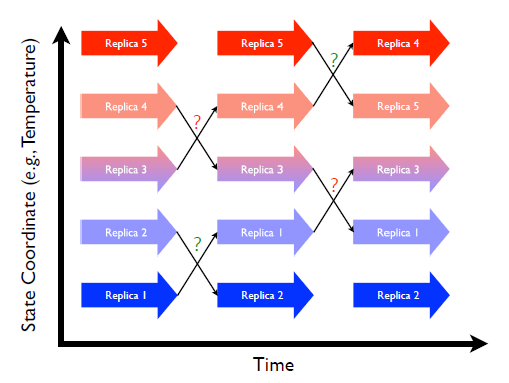 Replica 5 Replica 5 Replica 4
?
Replica 4 Replica 4 Replica 5
?
Replica 3 Replica 3 Replica 3
?
Replica 2 Replica 1 Replica 1
?
Replica 1 Replica 2 Replica 2
State Coordinate (e.g., Temperature)
Time